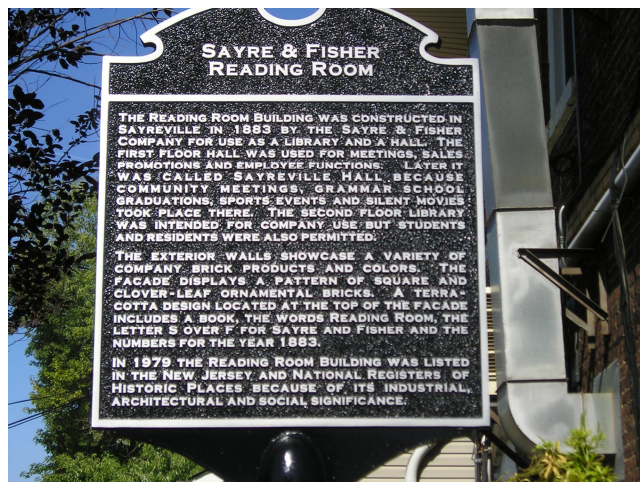 SAYRE & FISHER
READING ROOM
THE READING ROOM BUILDING WAS CONSTRUCTED IN
SAYREVILLE IN 1883 BY THE SAYRE & FISHER
COMPANY FOR USE AS A LIBRARY AND A HALL. THE
FIRST FLOOR HALL WAS USED FOR MEETINGS, SALES
PROMOTIONS AND EMPLOYEE FUNCTIONS. LATER IT
WAS CALLED SAYREVILLE HALL, BECAUSE
COMMUNITY MEETINGS, GRAMMAR SCHOOL
GRADUATIONS, SPORTS EVENTS AND SILENT MOVIES
TOOK PLACE THERE. THE SECOND FLOOR LIBRARY
WAS INTENDED FOR COMPANY USE BUT STUDENTS
AND RESIDENTS WERE ALSO PERMITTED.
THE EXTERIOR WALLS SHOWCASE A VARIETY OF
COMPANY BRICK PRODUCTS AND COLORS. THE
FACADE DISPLAYS A PATTERN OF SQUARE AND
CLOVER-LEAF ORNAMENTAL BRICKS. A TERRA-
COTTA DESIGN LOCATED AT THE TOP OF THE FACADE
INCLUDES A BOOK, THE WORDS READING ROOM, THE
LETTER S OVER F FOR SAYRE AND FISHER AND THE
NUMBERS FOR THE YEAR 1883.
IN 1979 THE READING ROOM BUILDING WAS LISTED
IN THE NEW JERSEY AND NATIONAL REGISTERS OF
HISTORIC PLACES BECAUSE OF ITS INDUSTRIAL,
ARCHITECTURAL AND SOCIAL SIGNIFICANCE.